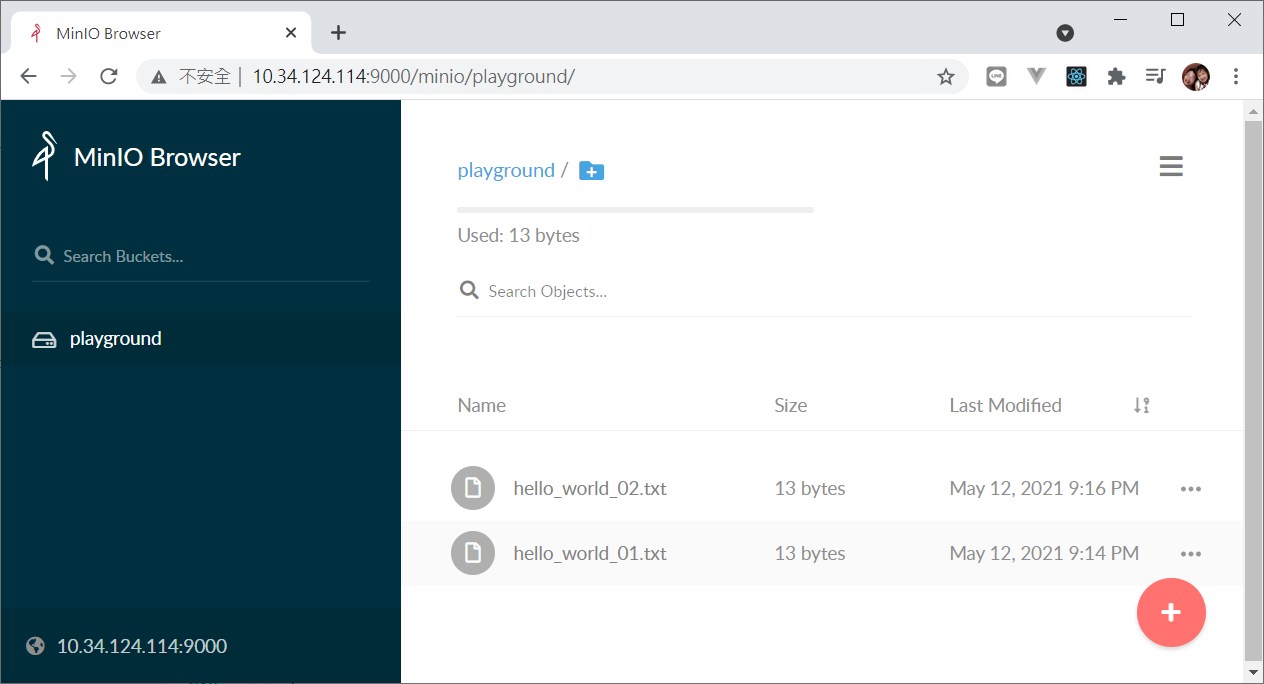 MinIO Browser
不安全 | 10.34.124.114:9000/minio/playground/
LINE
MinIO Browser
Search Buckets...
playground
10.34.124.114:9000
playground /
Used: 13 bytes
Search Objects...
Name Size Last Modified
hello_world_02.txt 13 bytes May 12, 2021 9:16 PM
hello_world_01.txt 13 bytes May 12, 2021 9:14 PM